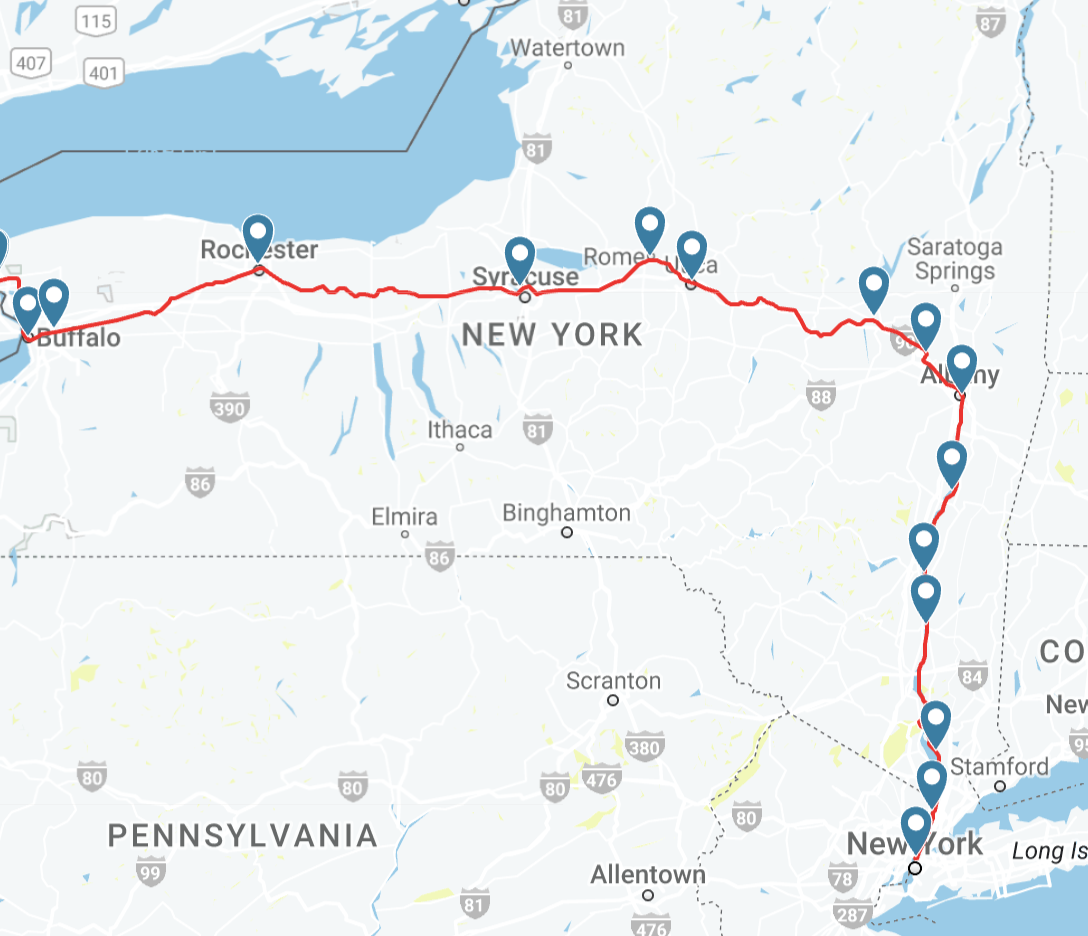 115
81
Watertown
87
407
401
81
Rochester
Saratoga
Springs
Rome
Utica
Syracuse
NEW YORK
Buffalo
90
Albany
88
390
Ithaca
81
86
Elmira
Binghamton
86
CO
Scranton
84
New
380
95
80
80
80
476
Stamford
80
PENNSYLVANIA
New York
Long Is
99
Allentown
78
81
287
476